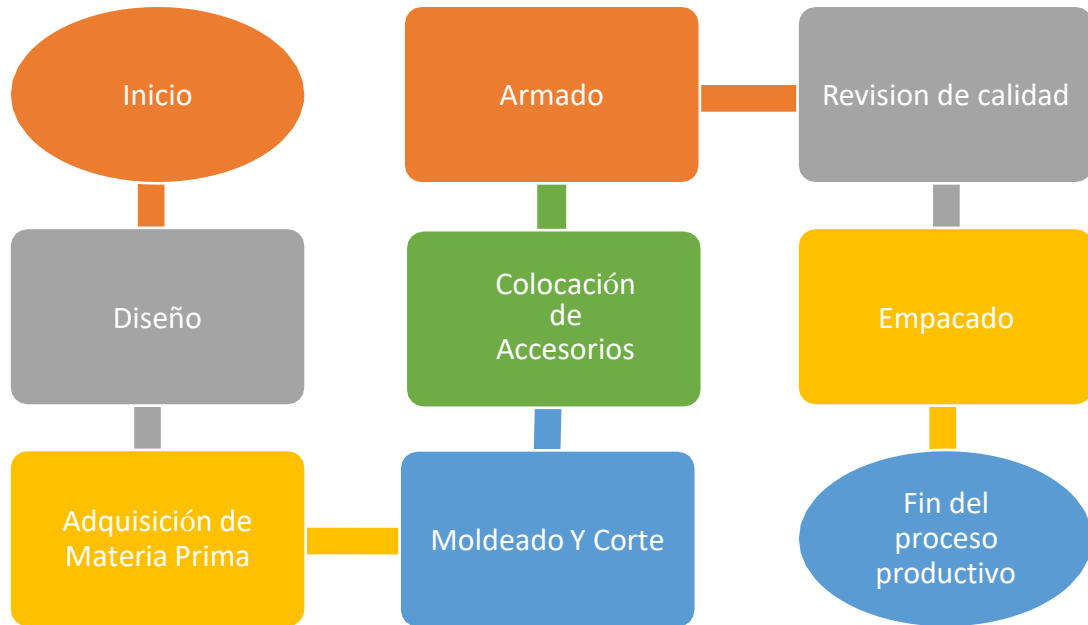 Inicio
Diseño
Adquisición de
Materia Prima
Moldeado Y Corte
Colocación
de
Accesorios
Armado
Revision de calidad
Empacado
Fin del
proceso
productivo